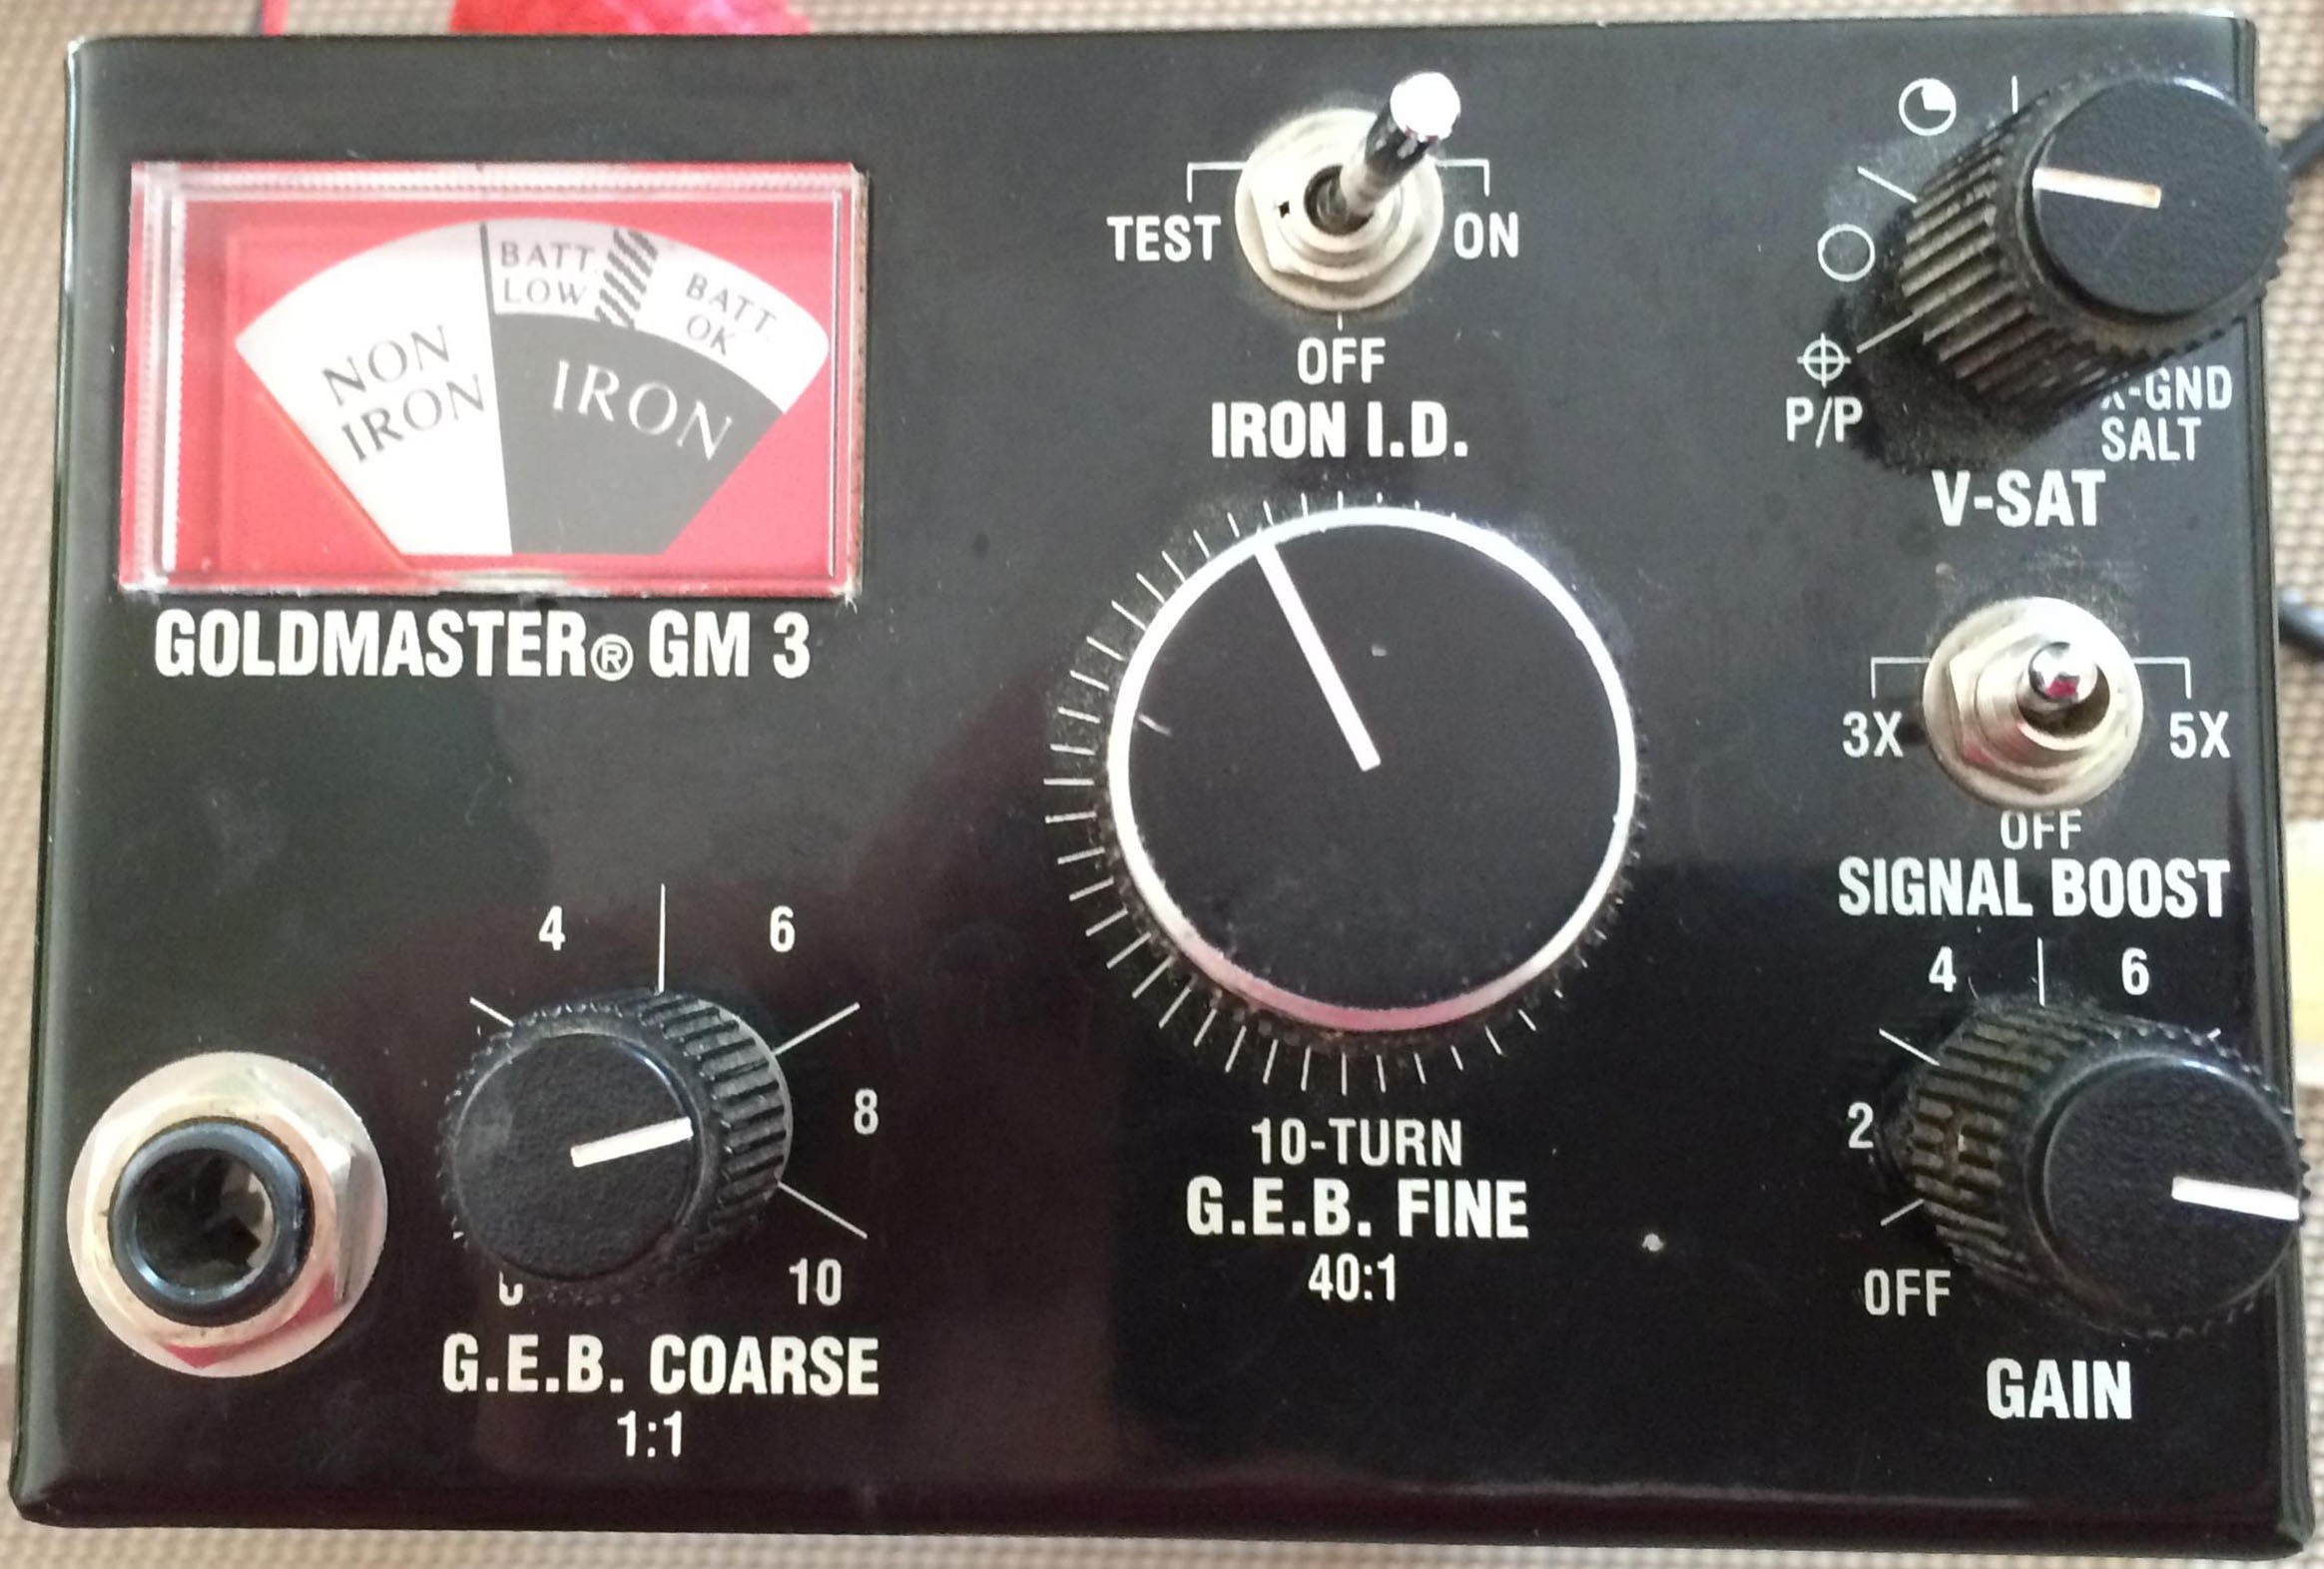 NON IRON
BATT. LOW
BATT. OK
IRON
GOLDMASTER® GM 3
TEST
ON
OFF
IRON I.D.
P/P
X-GND
SALT
V-SAT
3X
5X
OFF
SIGNAL BOOST
4
6
8
10
G.E.B. COARSE
1:1
10-TURN
G.E.B. FINE
40:1
4
6
2
OFF
GAIN